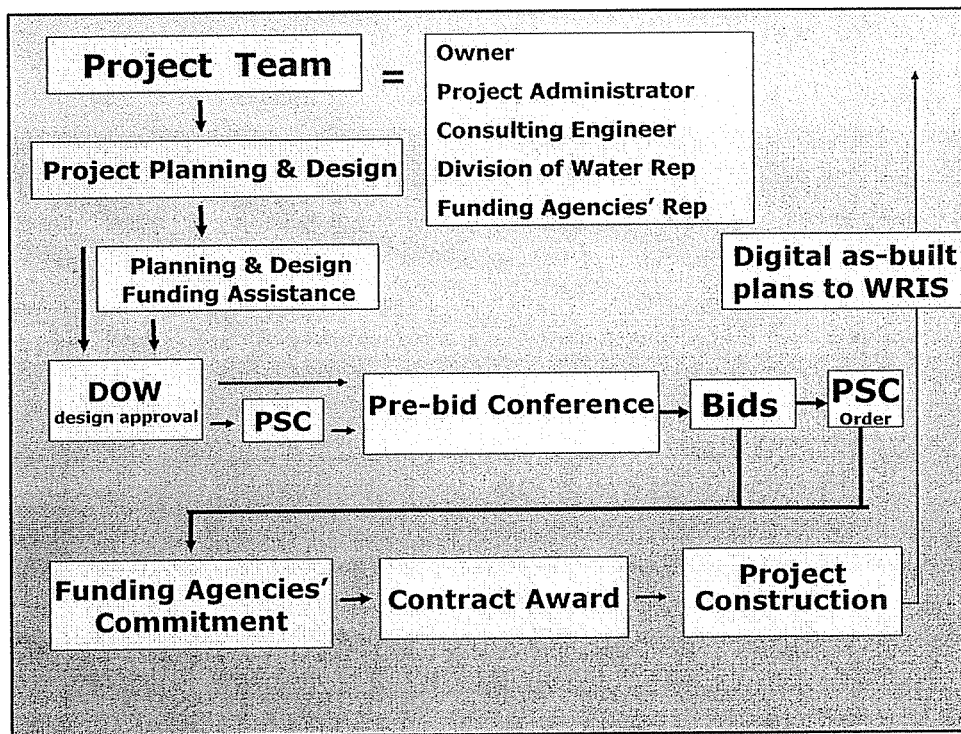 Project Team
=
Owner
Project Administrator
Consulting Engineer
Division of Water Rep
Funding Agencies' Rep
Project Planning & Design
Planning & Design
Funding Assistance
Digital as-built
plans to WRIS
DOW
design approval
PSC
Pre-bid Conference
Bids
PSC
Order
Funding Agencies'
Commitment
Contract Award
Project
Construction